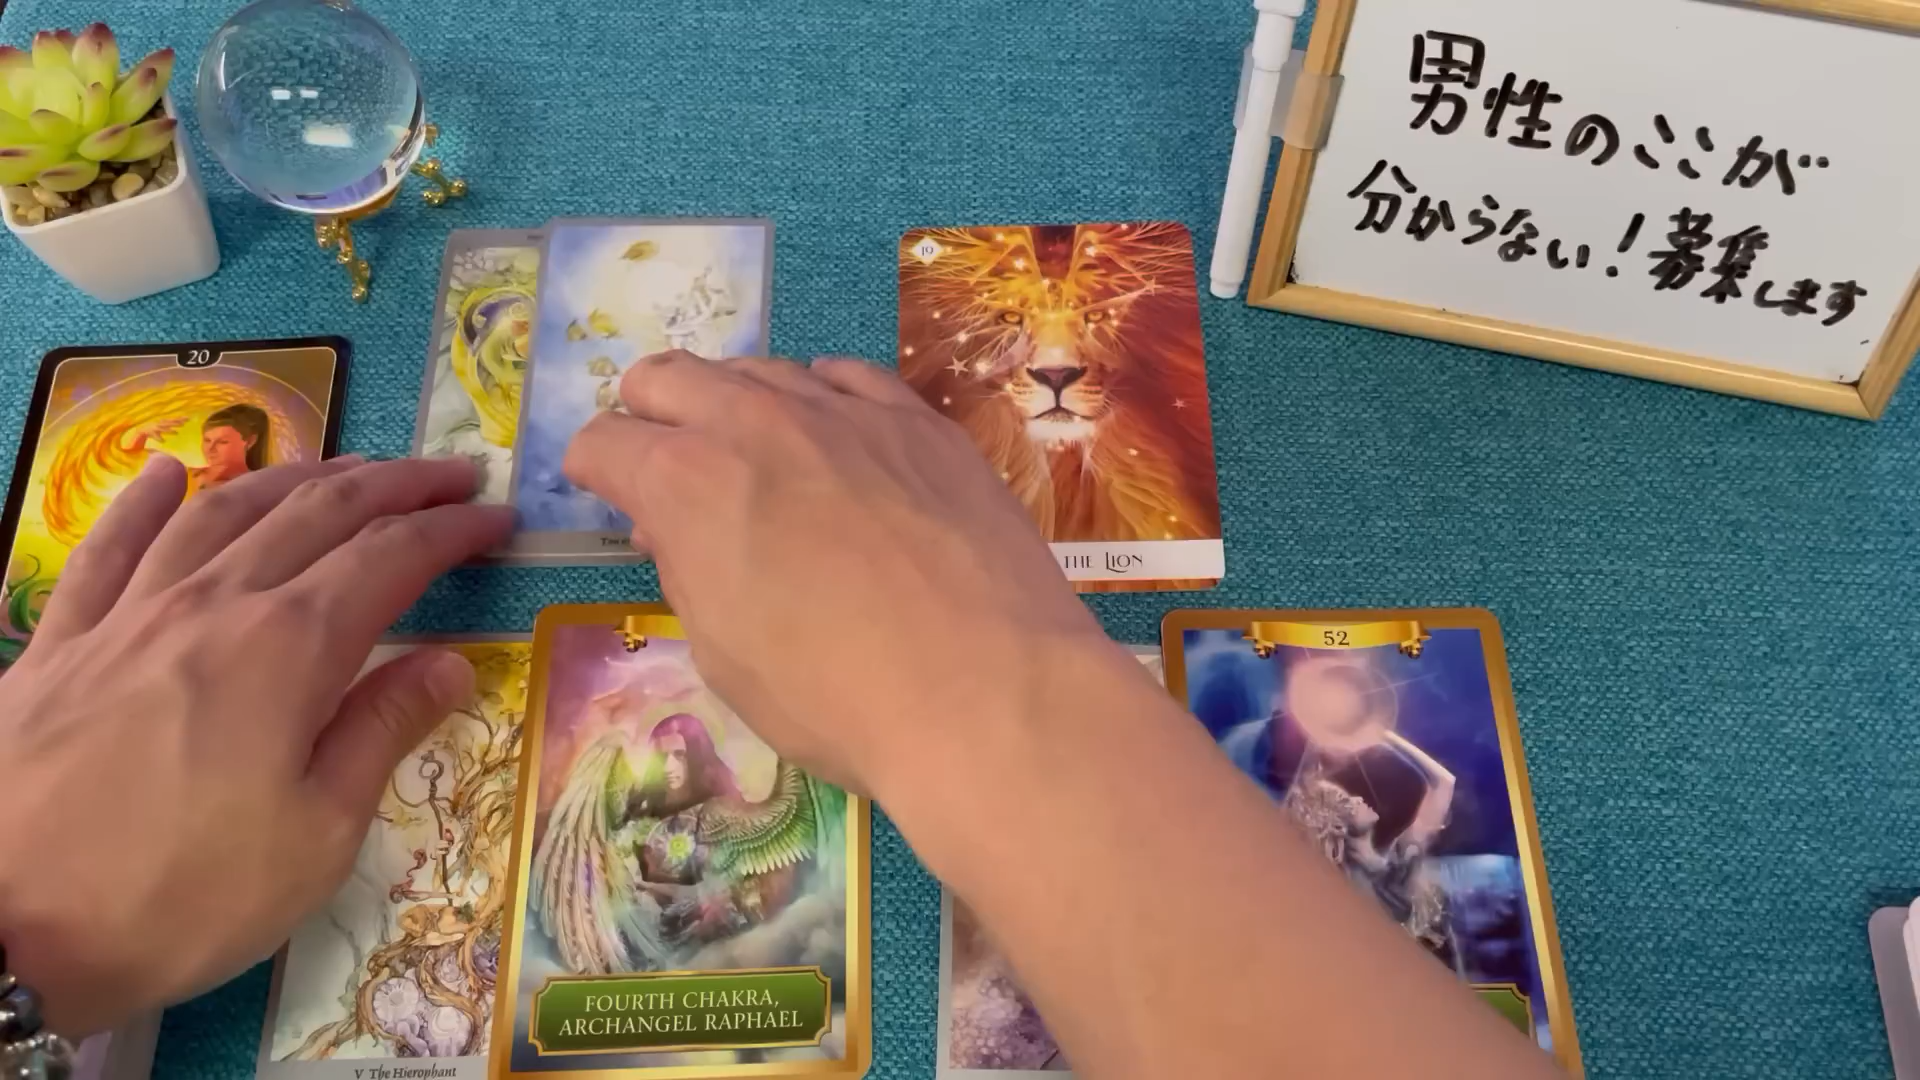 男性のここが
分からない!募集します
19
20
THE LION
52
FOURTH CHAKRA,
ARCHANGEL RAPHAEL
V The Hierophant